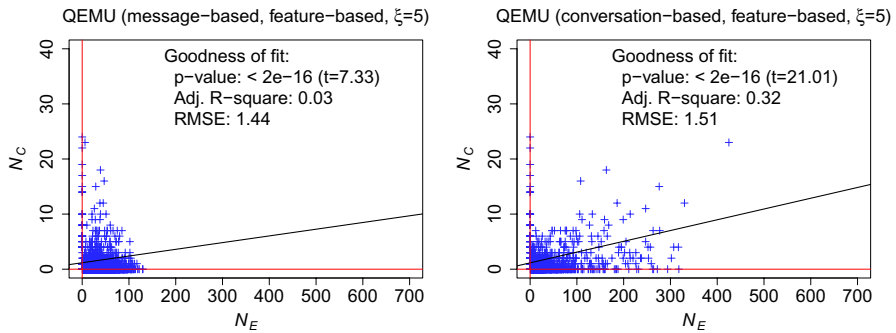 QEMU (message−based, feature−based, ξ=5)
Goodness of fit:
p−value: < 2e−16 (t=7.33)
Adj. R−square: 0.03
RMSE: 1.44
N_C
40
30
20
10
0
0 100 200 300 400 500 600 700
N_E
QEMU (conversation−based, feature−based, ξ=5)
Goodness of fit:
p−value: < 2e−16 (t=21.01)
Adj. R−square: 0.32
RMSE: 1.51
N_C
40
30
20
10
0
0 100 200 300 400 500 600 700
N_E